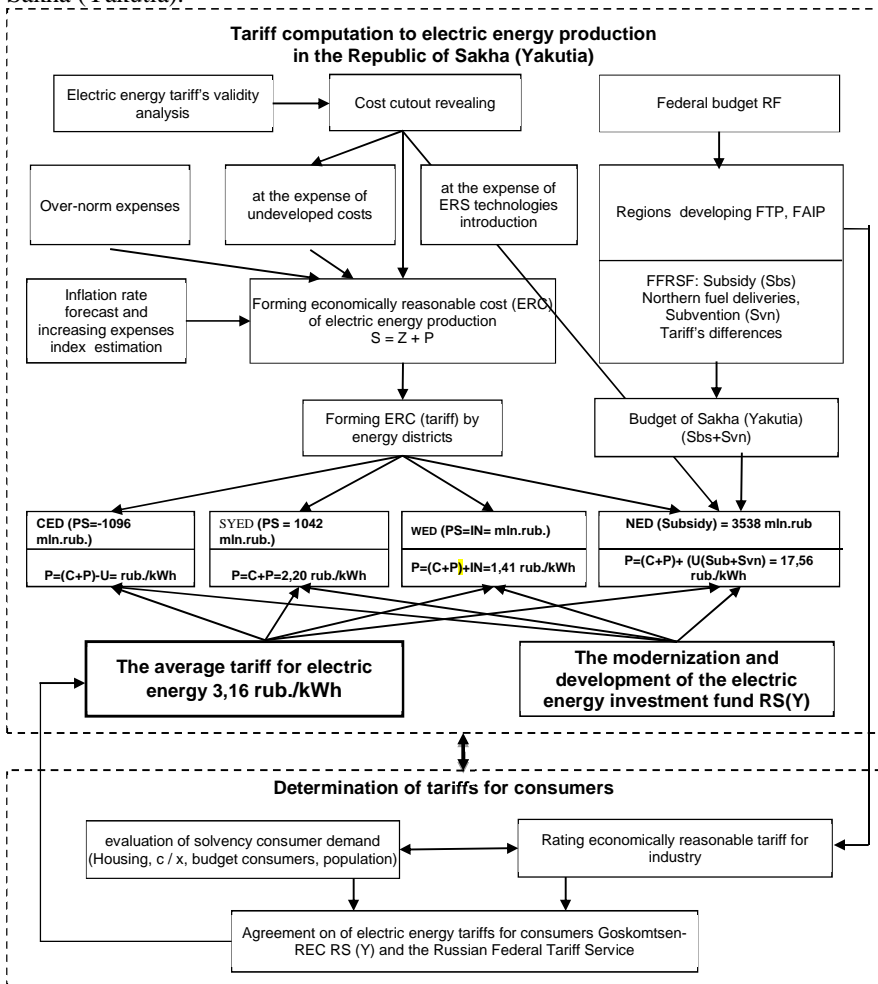 Sakha (Yakutia).
Tariff computation to electric energy production
in the Republic of Sakha (Yakutia)
Electric energy tariff's validity
analysis
Cost cutout revealing
Federal budget RF
Over-norm expenses
at the expense of
undeveloped costs
at the expense of
ERS technologies
introduction
Regions developing FTP, FAIP
Inflation rate
forecast and
increasing expenses
index estimation
Forming economically reasonable cost (ERC)
of electric energy production
S = Z + P
FFRSF: Subsidy (Sbs)
Northern fuel deliveries,
Subvention (Svn)
Tariff's differences
Forming ERC (tariff) by
energy districts
Budget of Sakha (Yakutia)
(Sbs+Svn)
CED (PS=-1096
mln.rub.)
P=(C+P)-U= rub./kWh
SYED (PS = 1042
mln.rub.)
P=C+P=2,20 rub./kWh
WED (PS=IN= mln.rub.)
P=(C+P)+IN=1,41 rub./kWh
NED (Subsidy) = 3538 mln.rub
P=(C+P)+ (U(Sub+Svn) = 17,56
rub./kWh
The average tariff for electric
energy 3,16 rub./kWh
The modernization and
development of the electric
energy investment fund RS(Y)
Determination of tariffs for consumers
evaluation of solvency consumer demand
(Housing, c / x, budget consumers, population)
Rating economically reasonable tariff for
industry
Agreement on of electric energy tariffs for consumers Goskomtsen-
REC RS (Y) and the Russian Federal Tariff Service